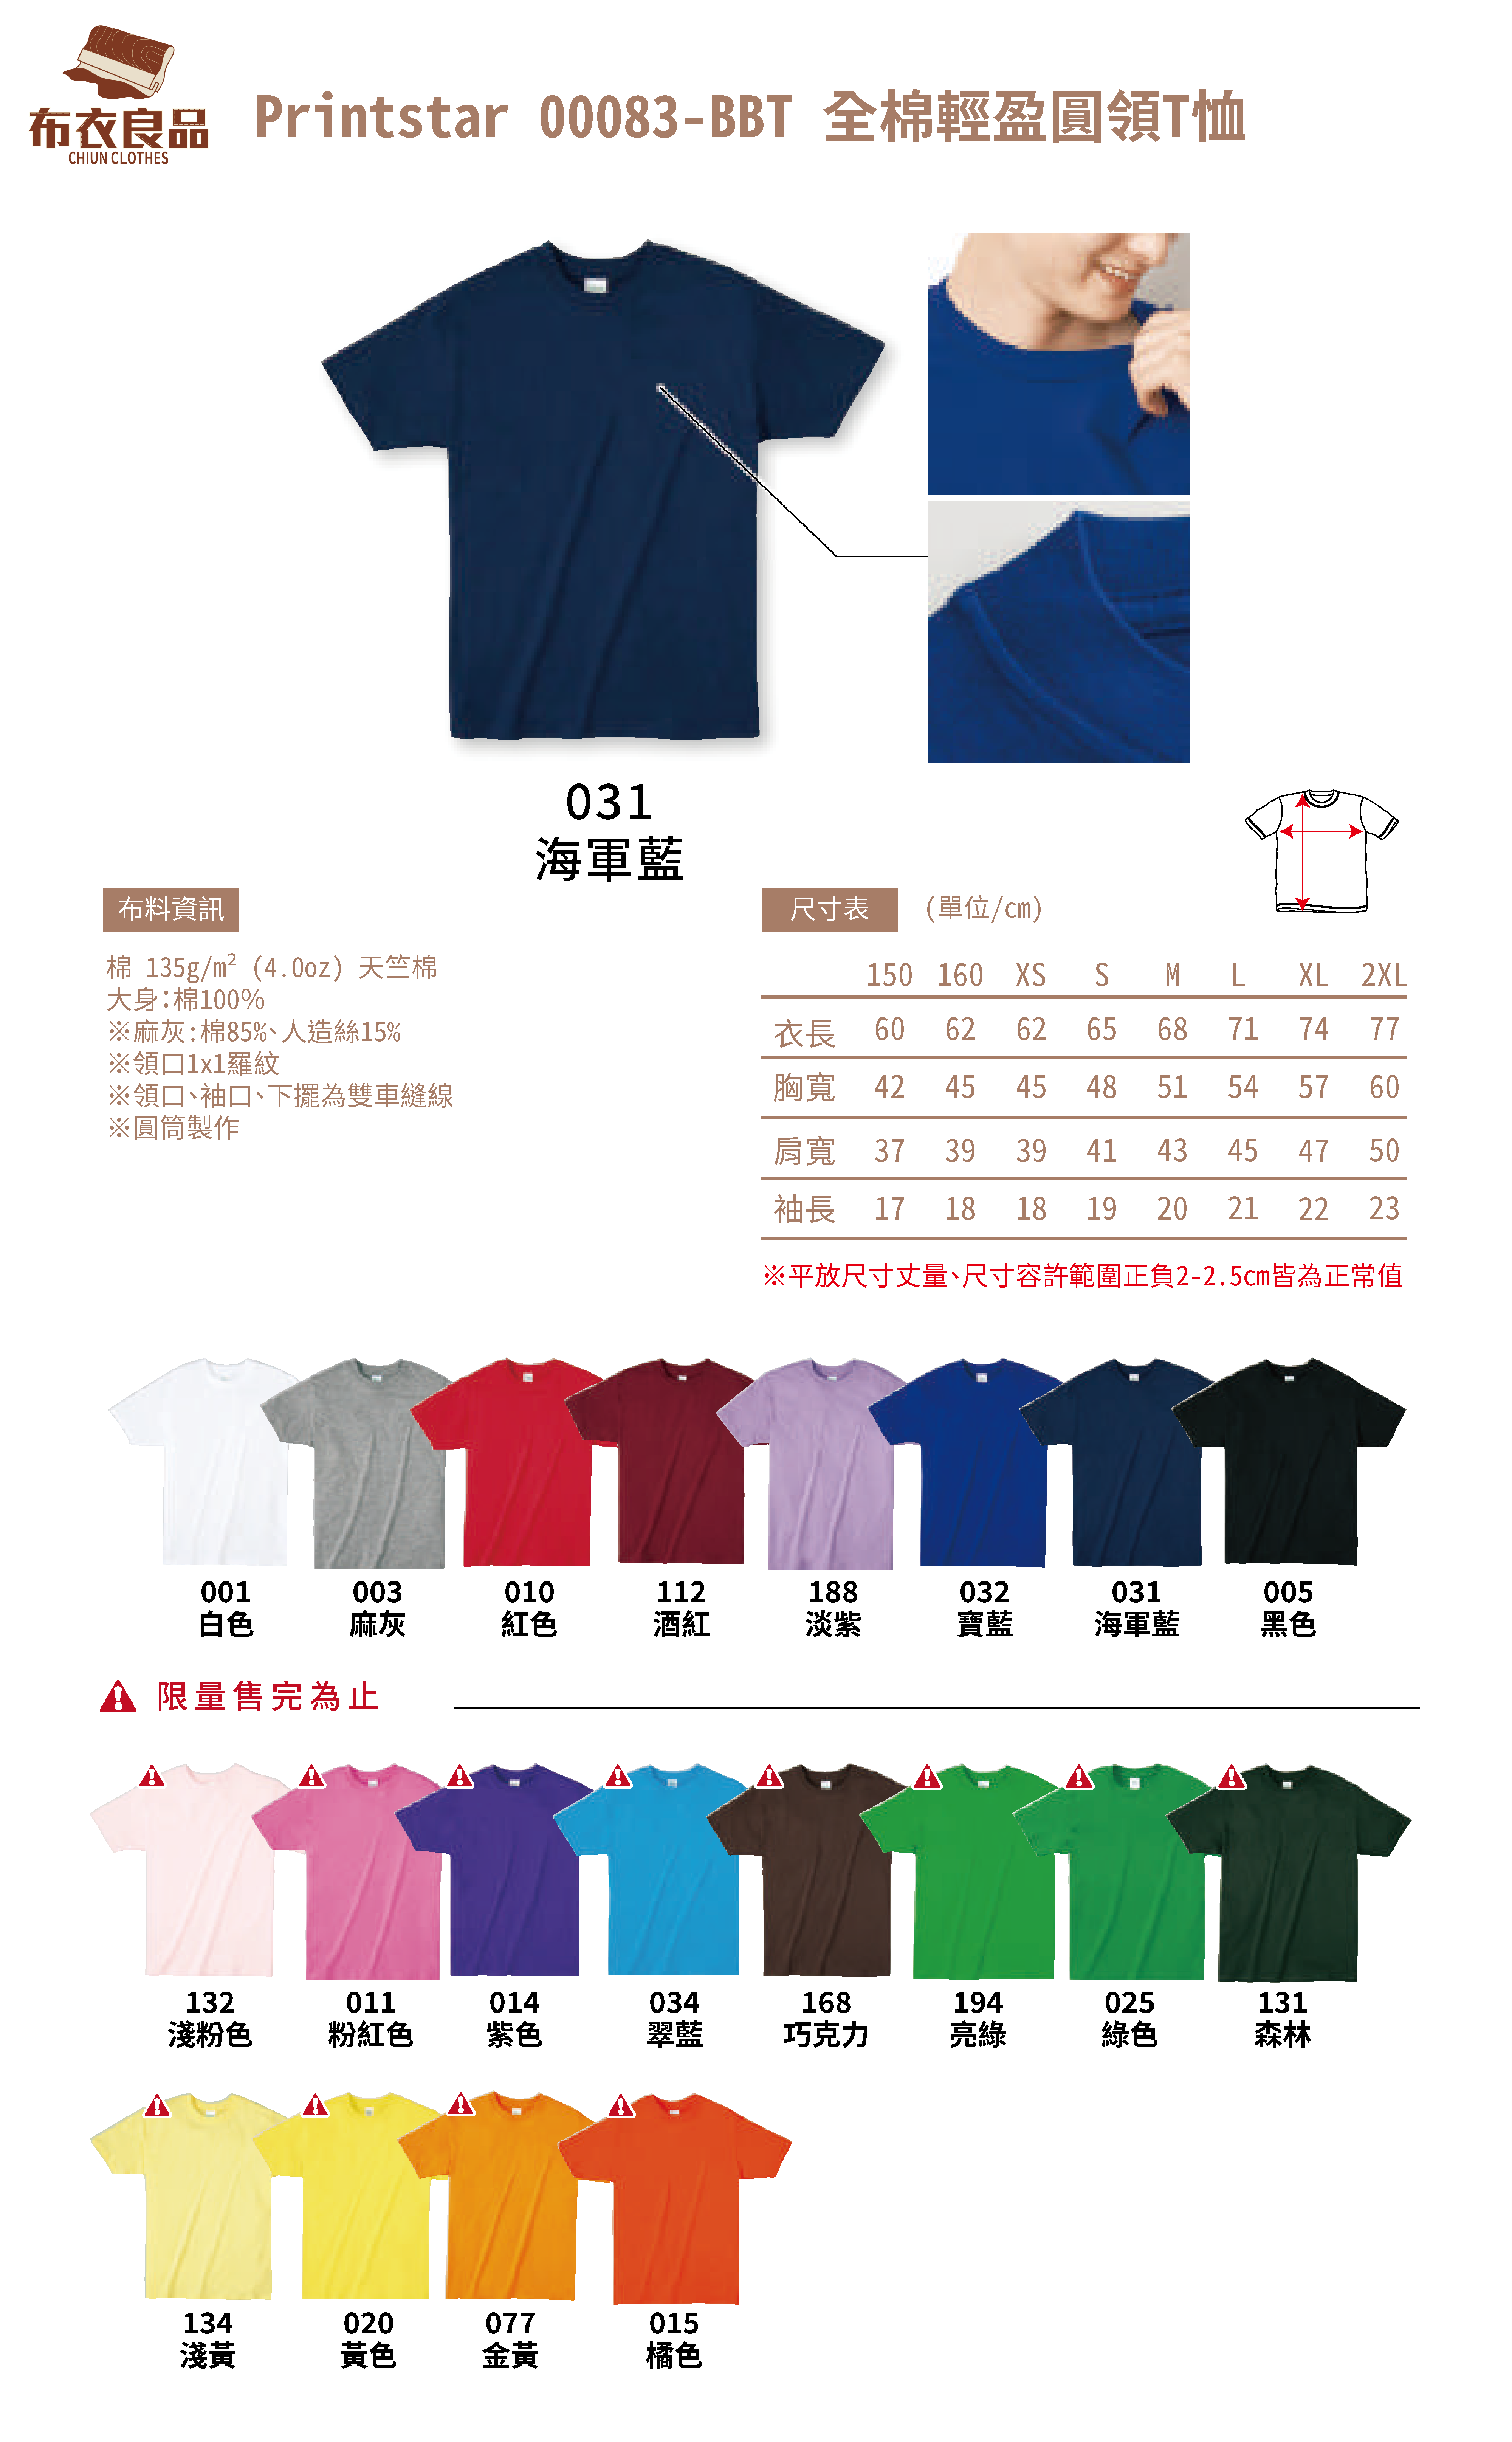 布衣良品
CHIUN CLOTHES
Printstar 00083-BBT 全棉輕盈圓領T恤
031
海軍藍
布料資訊
棉 135g/m² (4.0oz) 天竺棉
大身:棉100%
※麻灰:棉85%、人造絲15%
※領口1x1羅紋
※領口、袖口、下擺為雙車縫線
※圓筒製作
尺寸表 (單位/cm)
150 160 XS S M L XL 2XL
衣長 60 62 62 65 68 71 74 77
胸寬 42 45 45 48 51 54 57 60
肩寬 37 39 39 41 43 45 47 50
袖長 17 18 18 19 20 21 22 23
※平放尺寸丈量、尺寸容許範圍正負2-2.5cm皆為正常值
001 003 010 112 188 032 031 005
白色 麻灰 紅色 酒紅 淡紫 寶藍 海軍藍 黑色
限量售完為止
132 011 014 034 168 194 025 131
淺粉色 粉紅色 紫色 翠藍 巧克力 亮綠 綠色 森林
134 020 077 015
淺黃 黃色 金黃 橘色